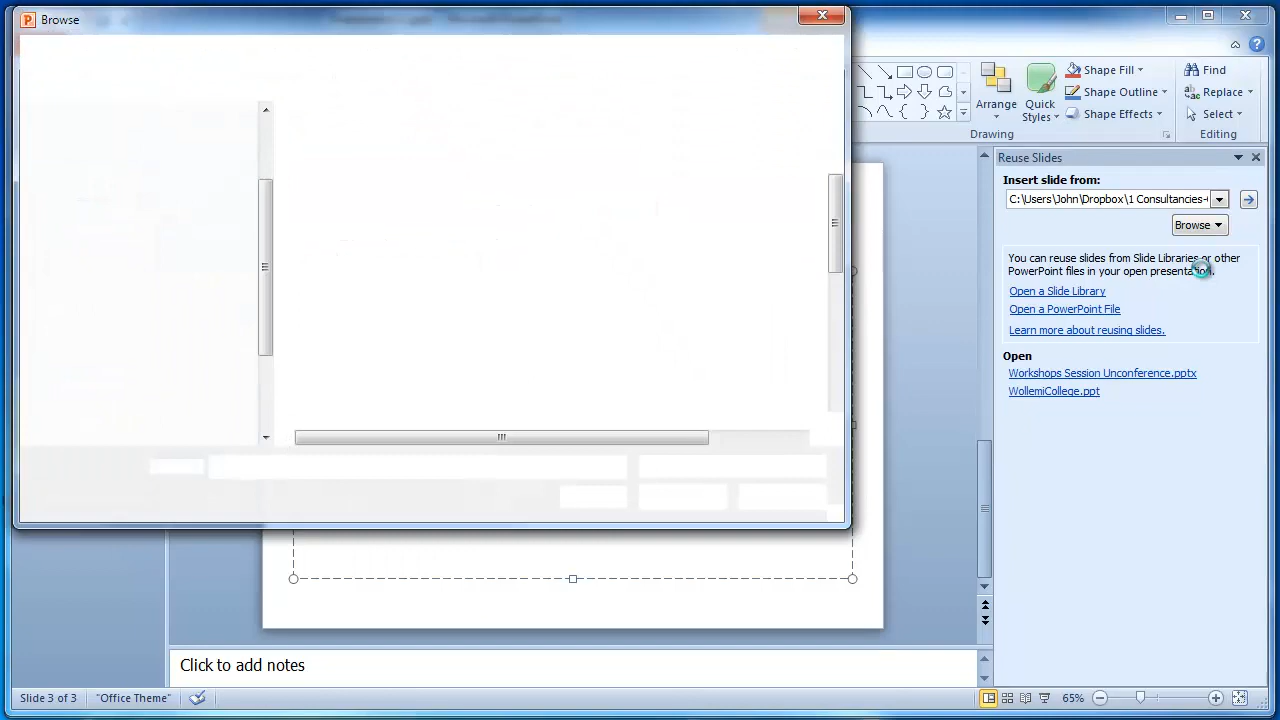 Browse
Shape Fill
Find
Shape Outline
Replace
Arrange
Quick
Styles
Shape Effects
Select
Drawing
Editing
Reuse Slides
Insert slide from:
C:\Users\John\Dropbox\1 Consultancies-
Browse
You can reuse slides from Slide Libraries or other
PowerPoint files in your open presentation.
Open a Slide Library
Open a PowerPoint File
Learn more about reusing slides.
Open
Workshops Session Unconference.pptx
WollemiCollege.ppt
Click to add notes
Slide 3 of 3
"Office Theme"
65%